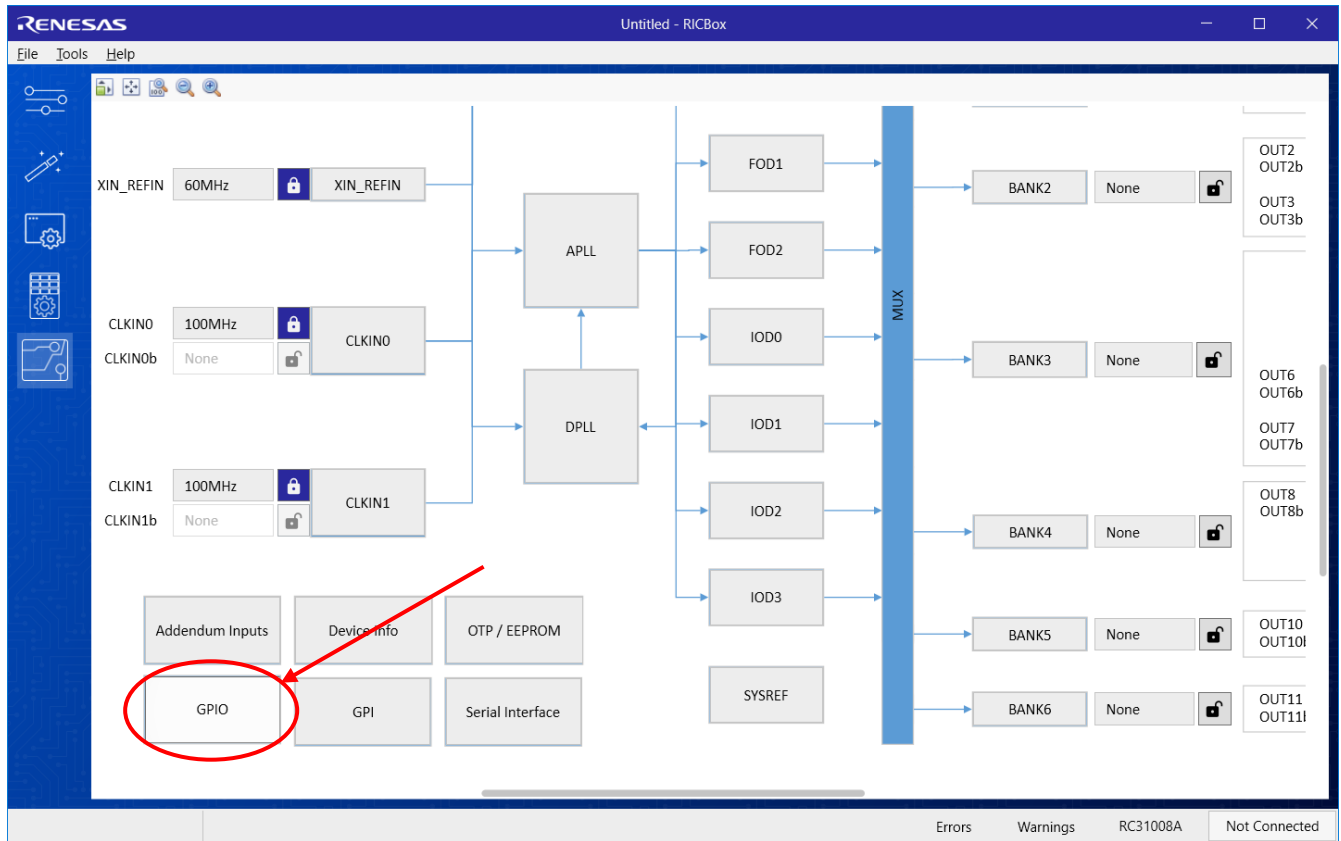 RENESAS
Untitled - RICBox
File Tools Help
XIN_REFIN 60MHz XIN_REFIN
CLKIN0 100MHz
CLKIN0b None
CLKIN0
CLKIN1 100MHz
CLKIN1b None
CLKIN1
APLL
DPLL
FOD1
FOD2
IOD0
IOD1
IOD2
IOD3
SYSREF
MUX
BANK2 None
OUT2
OUT2b
OUT3
OUT3b
BANK3 None
OUT6
OUT6b
OUT7
OUT7b
BANK4 None
OUT8
OUT8b
BANK5 None
OUT10
OUT10b
BANK6 None
OUT11
OUT11b
Addendum Inputs Device Info OTP / EEPROM
GPIO GPI Serial Interface
Errors Warnings RC31008A Not Connected